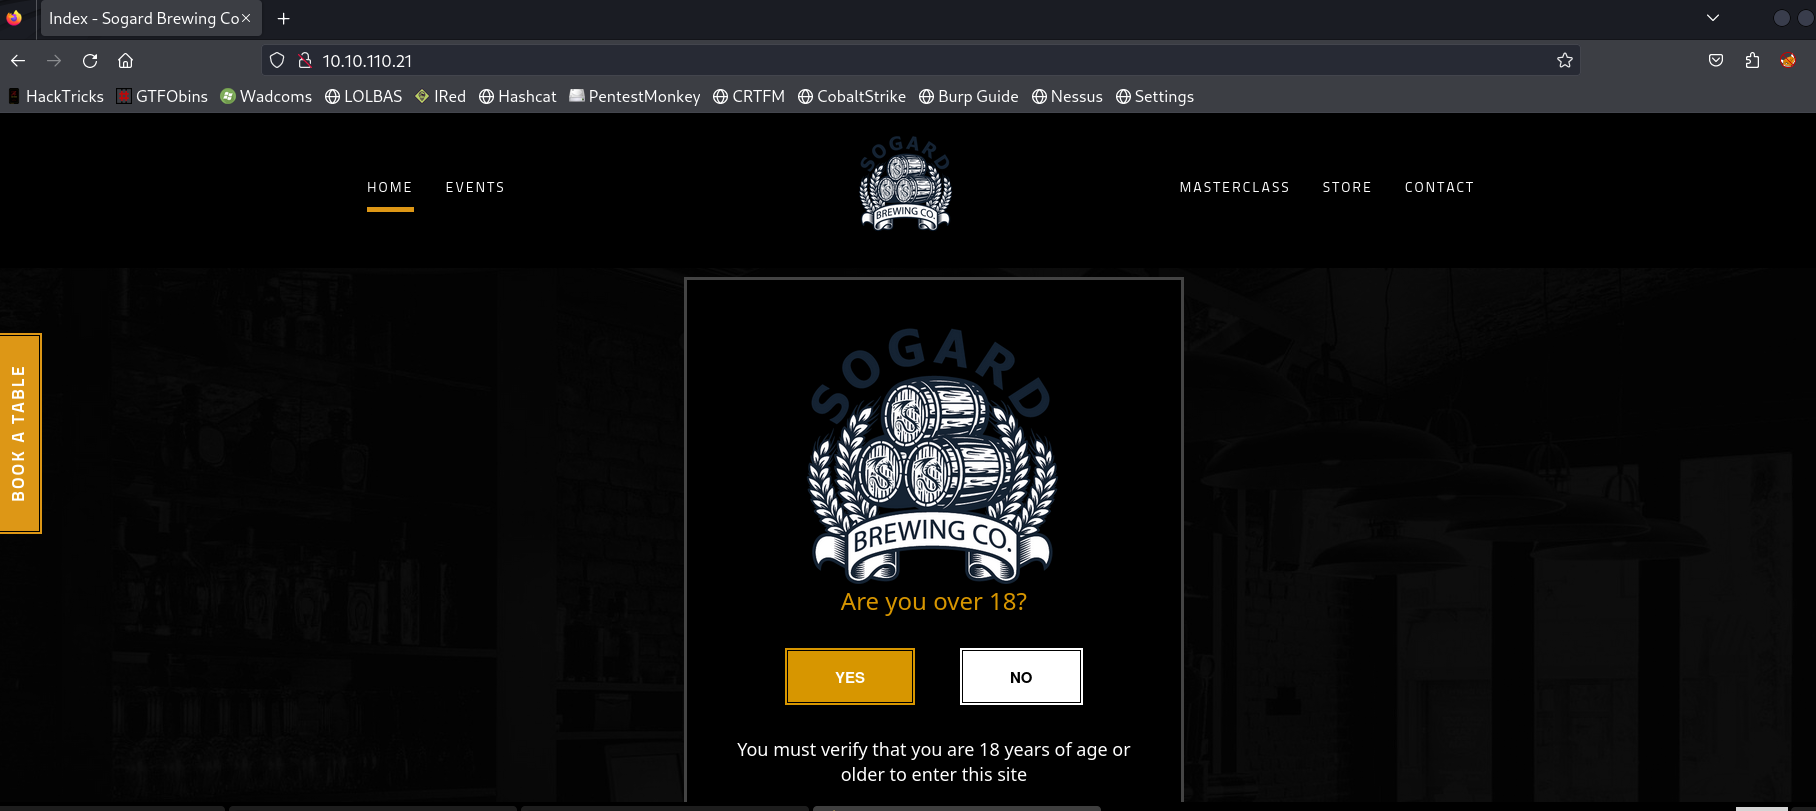 Index - Sogard Brewing Co
10.10.110.21
HackTricks GTFObins Wadcoms LOLBAS IRed Hashcat PentestMonkey CRTFM CobaltStrike Burp Guide Nessus Settings
SOGARD
BREWING CO.
HOME EVENTS MASTERCLASS STORE CONTACT
BOOK A TABLE
SOGARD
BREWING CO.
Are you over 18?
YES NO
You must verify that you are 18 years of age or
older to enter this site